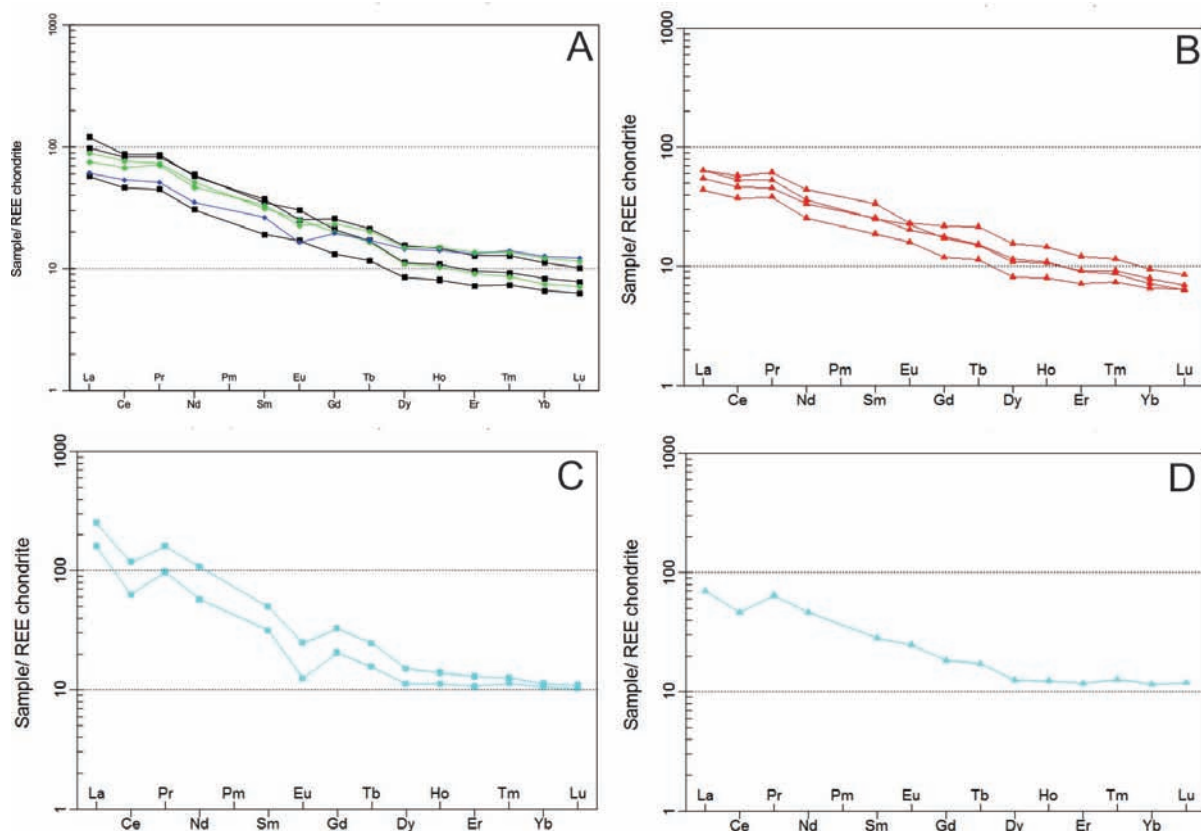 A
1000
100
10
1
Sample/ REE chondrite
La Pr Pm Eu Tb Ho Tm Lu
Ce Nd Sm Gd Dy Er Yb
B
1000
100
10
1
Sample/ REE chondrite
La Pr Pm Eu Tb Ho Tm Lu
Ce Nd Sm Gd Dy Er Yb
C
1000
100
10
1
Sample/ REE chondrite
La Pr Pm Eu Tb Ho Tm Lu
Ce Nd Sm Gd Dy Er Yb
D
1000
100
10
1
Sample/ REE chondrite
La Pr Pm Eu Tb Ho Tm Lu
Ce Nd Sm Gd Dy Er Yb